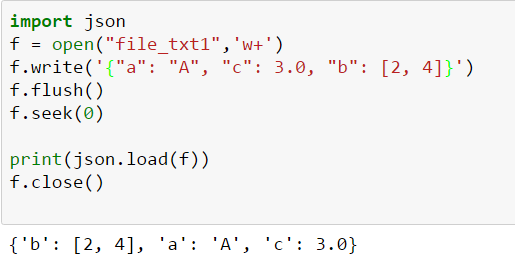 import json
f = open("file_txt1",'w+')
f.write('{"a": "A", "c": 3.0, "b": [2, 4]}')
f.flush()
f.seek(0)
print(json.load(f))
f.close()
{'b': [2, 4], 'a': 'A', 'c': 3.0}